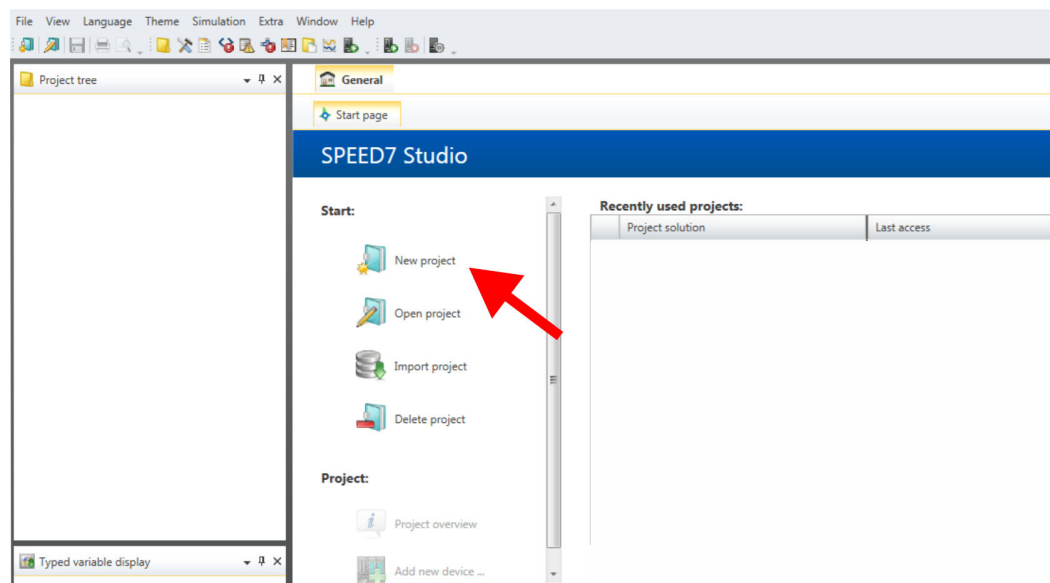 File View Language Theme Simulation Extra Window Help
Project tree
General
Start page
SPEED7 Studio
Start:
New project
Open project
Import project
Delete project
Project:
Project overview
Add new device ...
Recently used projects:
Project solution Last access
Typed variable display